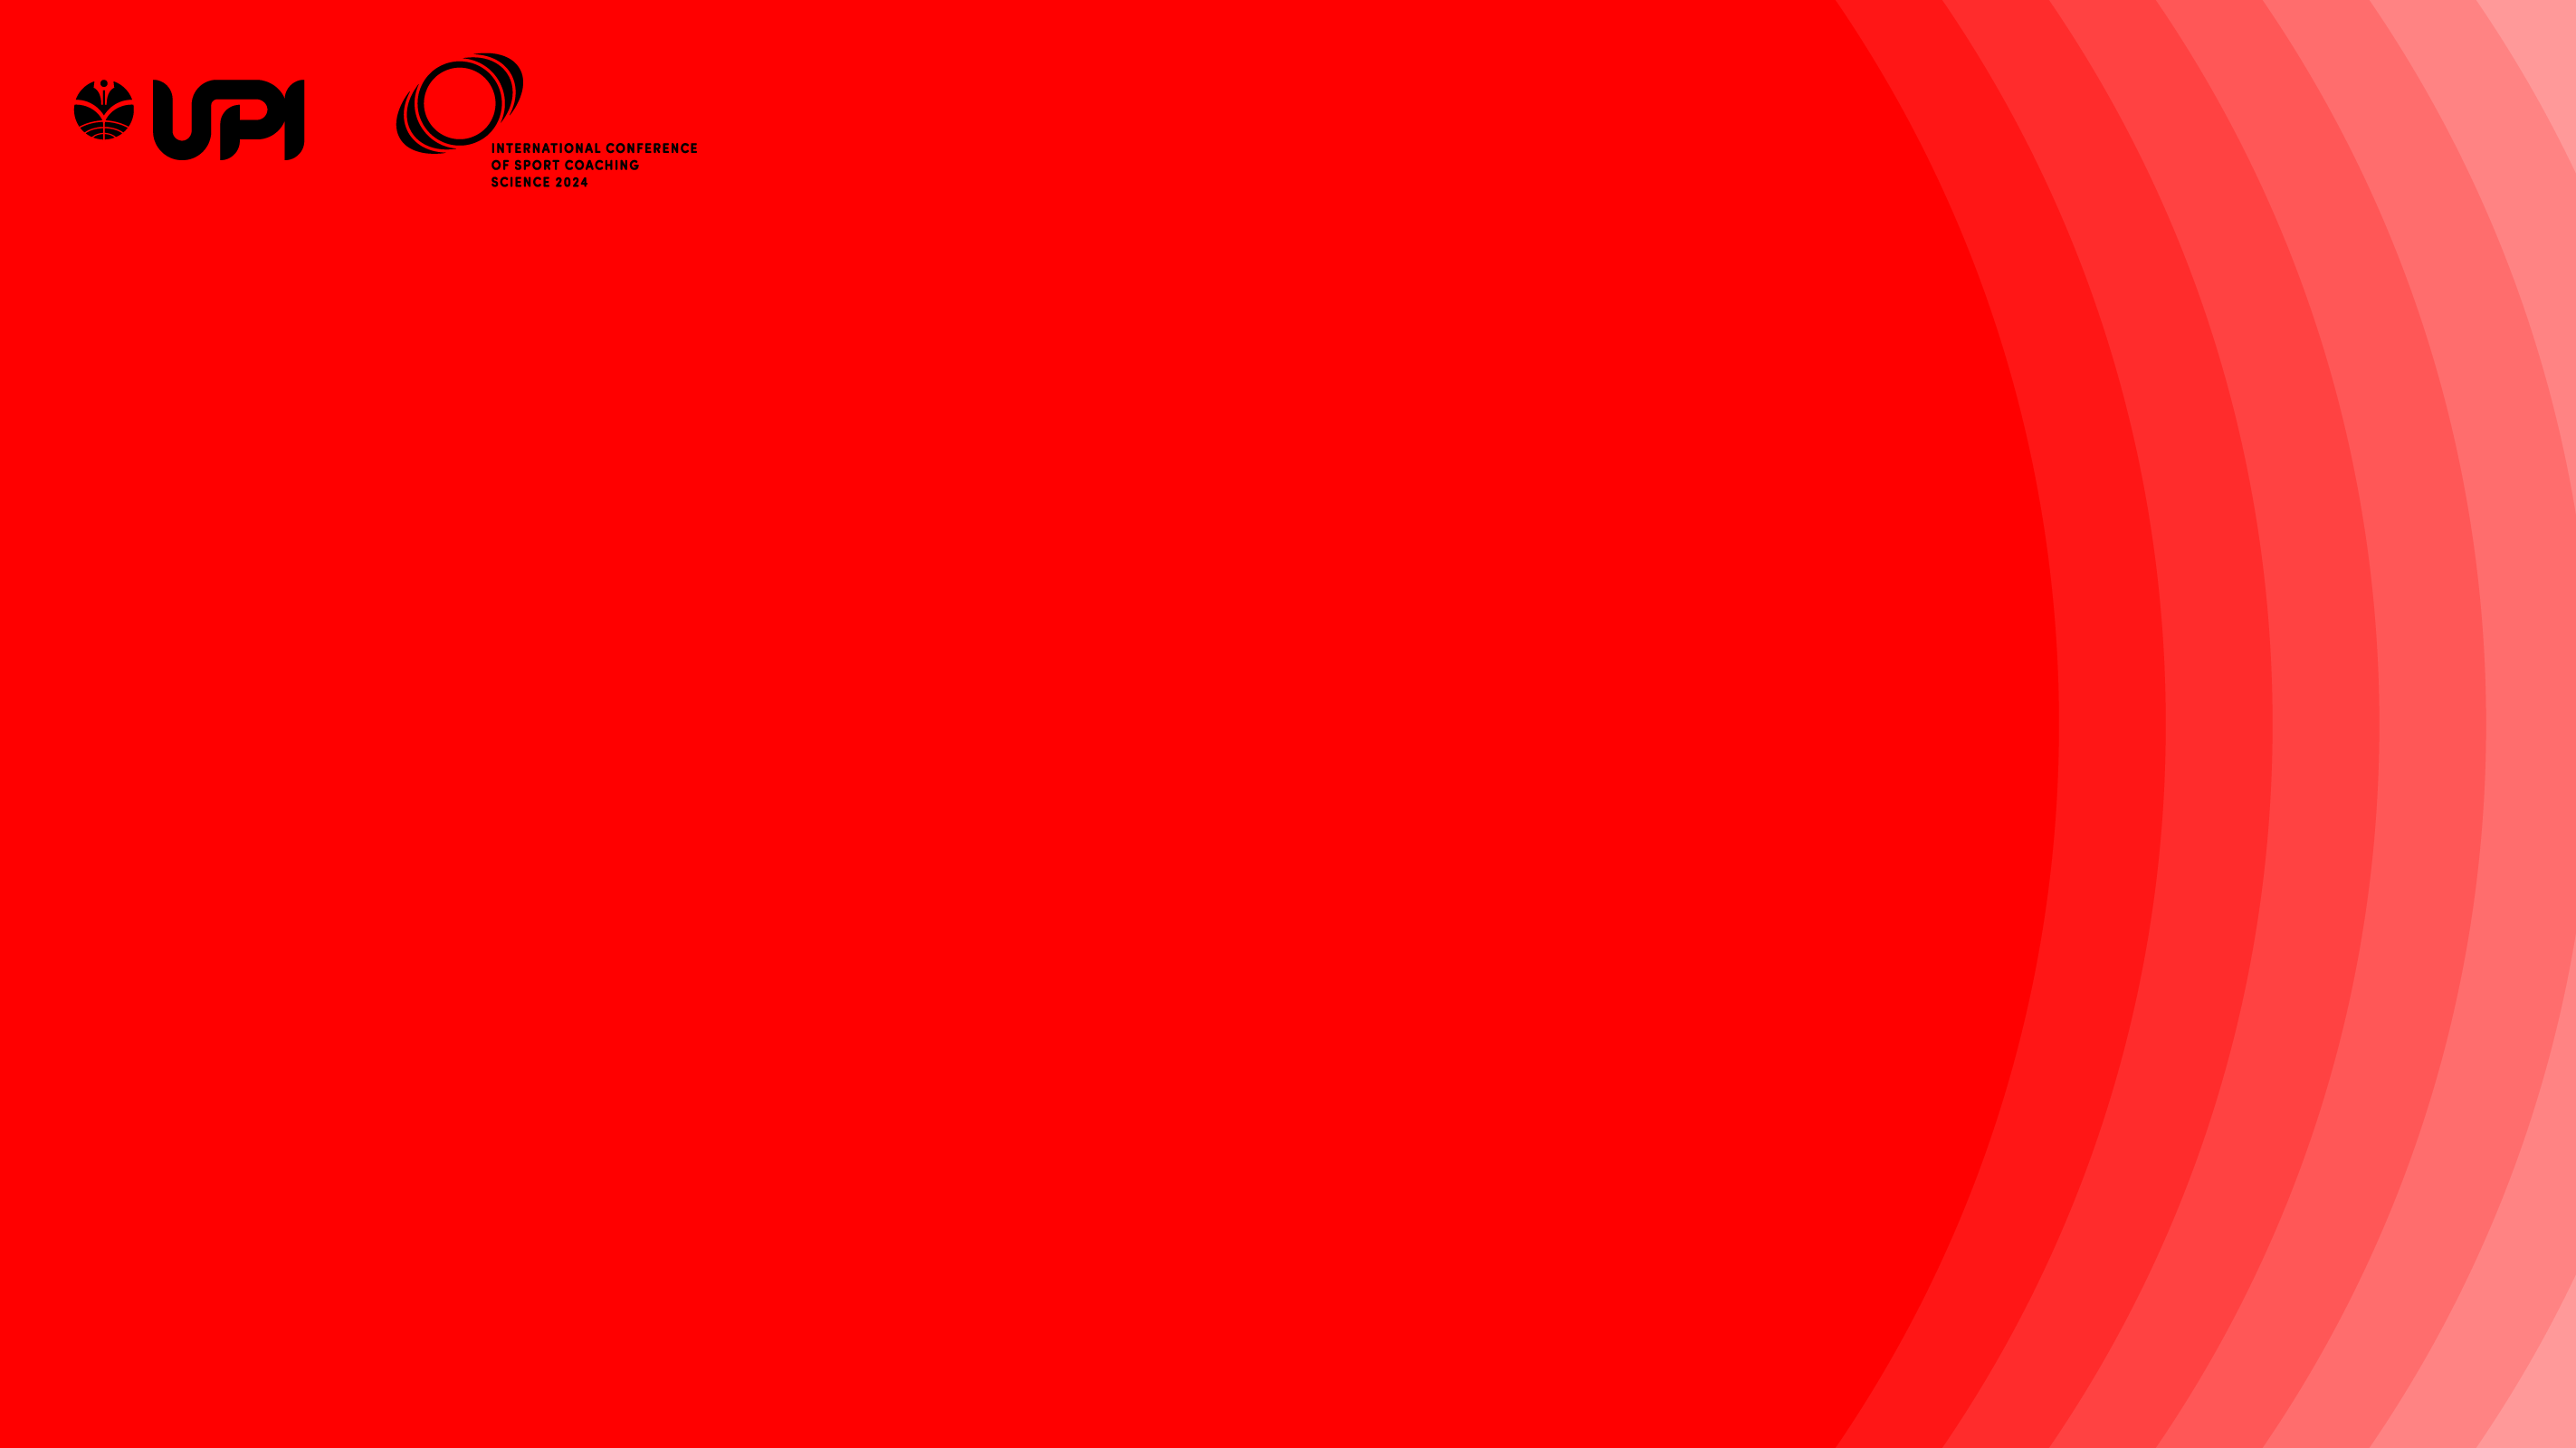 UPI
INTERNATIONAL CONFERENCE
OF SPORT COACHING
SCIENCE 2024